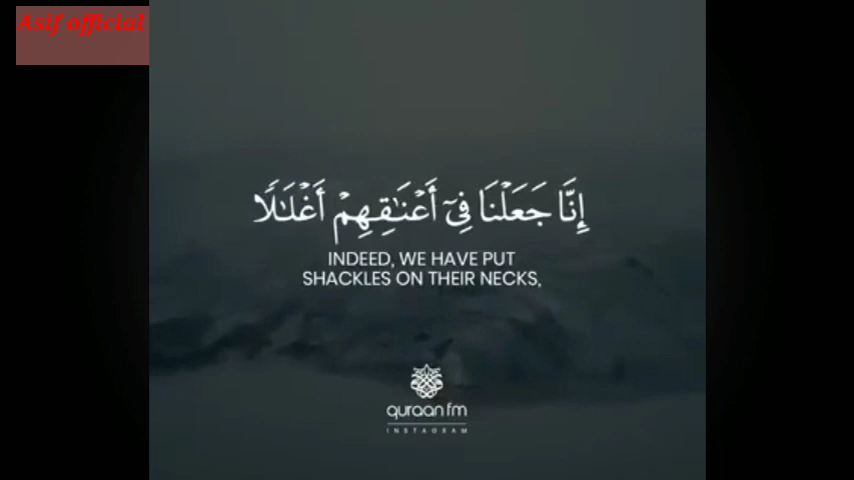 Asif official
إِنَّا جَعَلْنَا فِىٓ أَعْنَـٰقِهِمْ أَغْلَـٰلًا
INDEED, WE HAVE PUT
SHACKLES ON THEIR NECKS,
quraan fm
INSTAGRAM